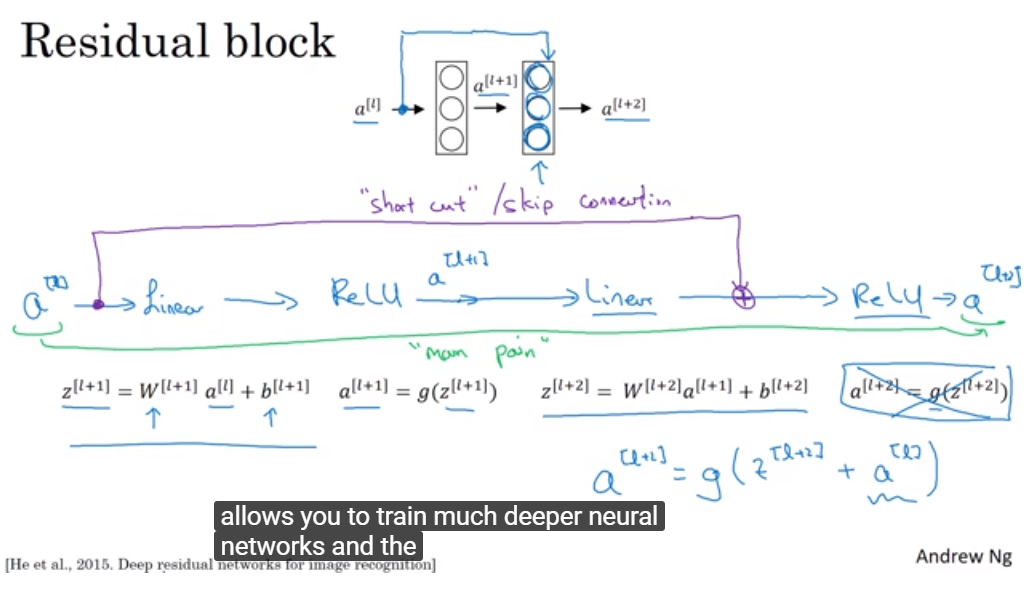 Residual block
a[l] a[l+1] a[l+2]
"short cut" / skip connection
a[l] Linear ReLU a[l+1] Linear ReLU a[l+2]
"main path"
z[l+1] = W[l+1] a[l] + b[l+1] a[l+1] = g(z[l+1]) z[l+2] = W[l+2]a[l+1] + b[l+2] a[l+2] = g(z[l+2])
a[l+2] = g(z[l+2] + a[l])
allows you to train much deeper neural
networks and the
[He et al., 2015. Deep residual networks for image recognition]
Andrew Ng